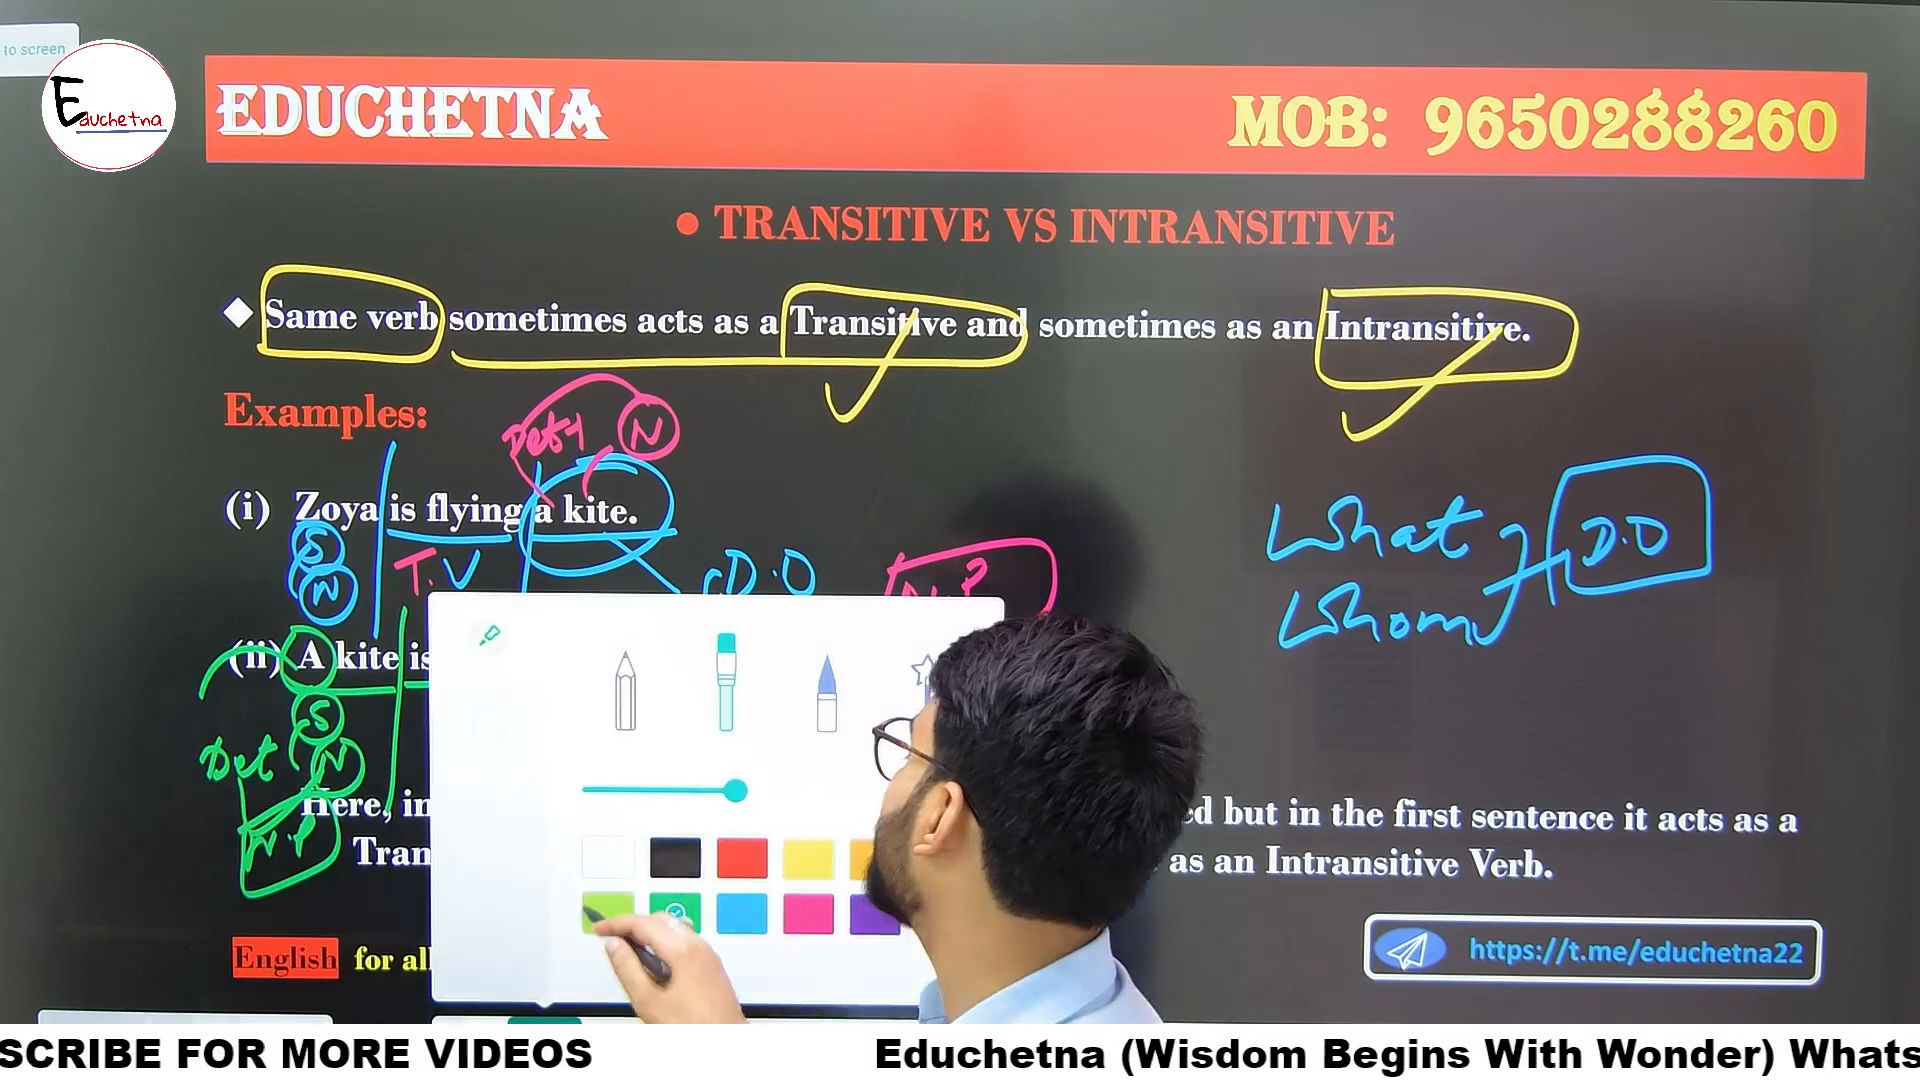 to screen
Educhetna
EDUCHETNA
MOB: 9650288260
• TRANSITIVE VS INTRANSITIVE
◆ Same verb sometimes acts as a Transitive and sometimes as an Intransitive.
Examples:
Det N
(i) Zoya is flying a kite.
S
N
T.V
D.O
N.P
What
Whom
D.O
(ii) A kite is
S
Det N
Here, in
ed but in the first sentence it acts as a
N.P
Tran
as an Intransitive Verb.
English for all
https://t.me/educhetna22
SCRIBE FOR MORE VIDEOS
Educhetna (Wisdom Begins With Wonder) Whats